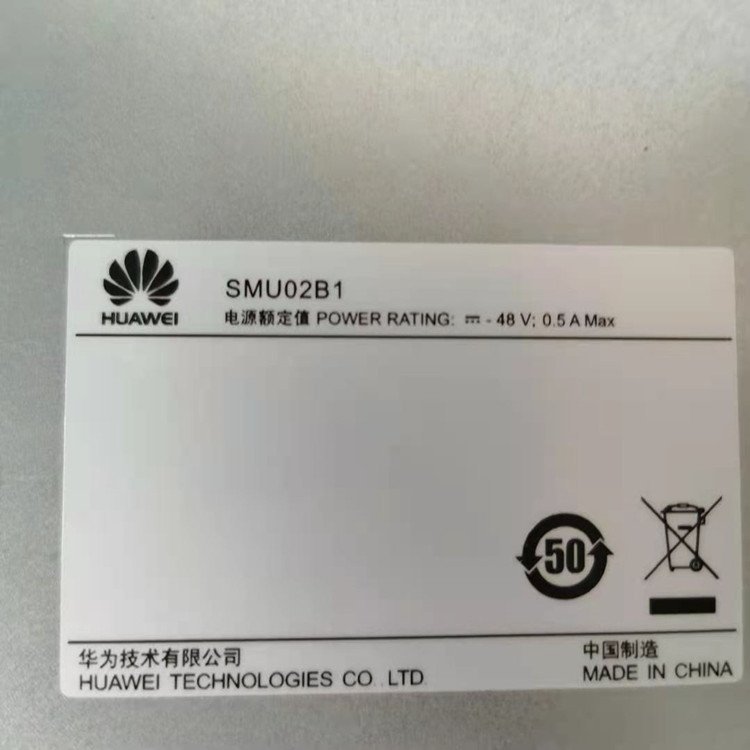 HUAWEI
SMU02B1
电源额定值 POWER RATING: ⎓ - 48 V; 0.5 A Max
50
华为技术有限公司
HUAWEI TECHNOLOGIES CO. LTD
中国制造
MADE IN CHINA